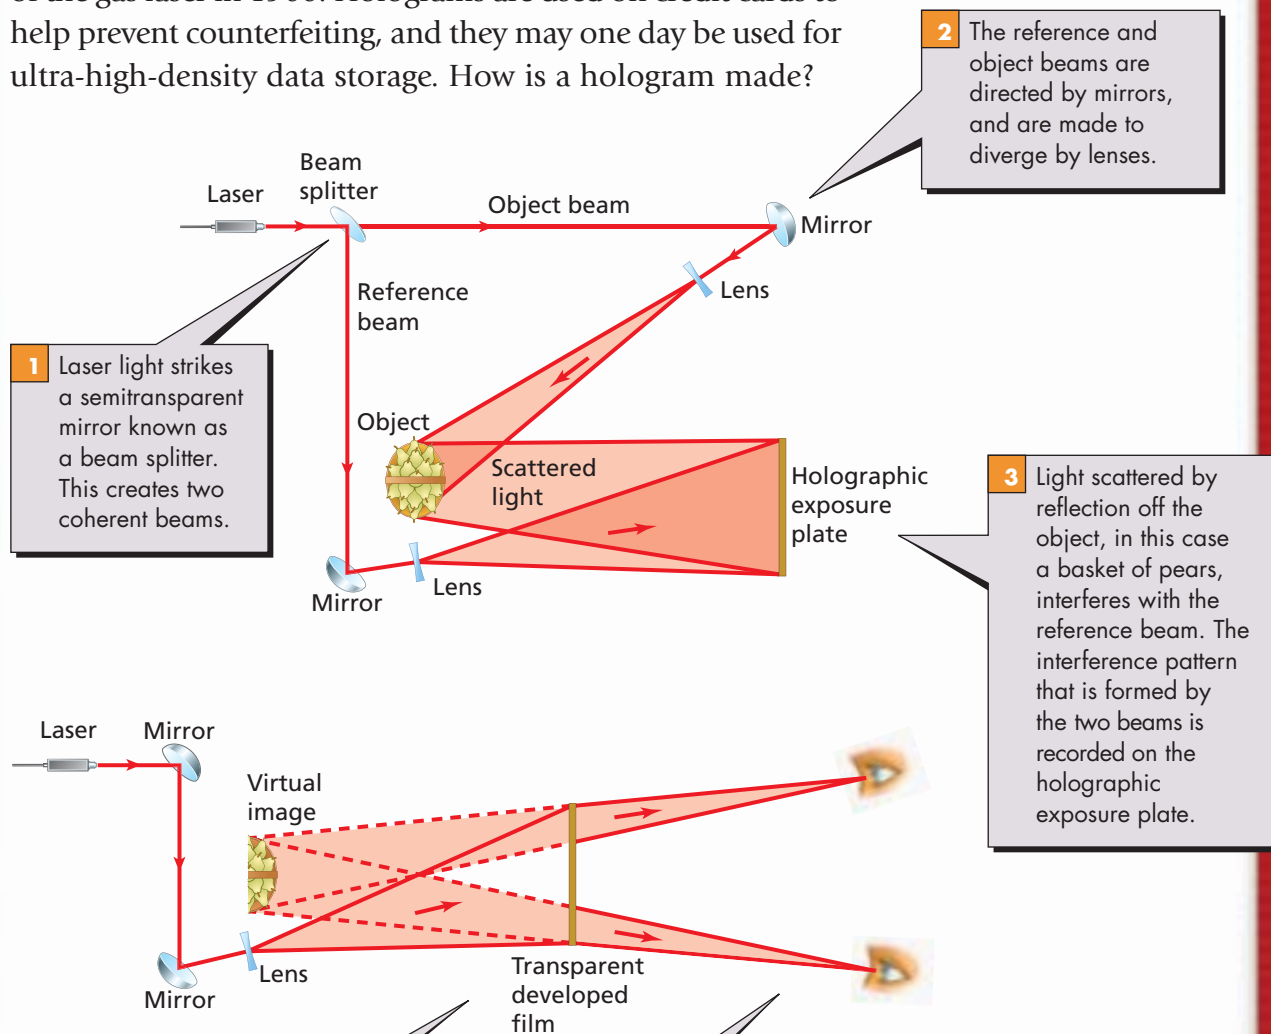 help prevent counterfeiting, and they may one day be used for
ultra-high-density data storage. How is a hologram made?
2 The reference and
object beams are
directed by mirrors,
and are made to
diverge by lenses.
Beam
splitter
Laser
Object beam
Mirror
Lens
Reference
beam
1 Laser light strikes
a semitransparent
mirror known as
a beam splitter.
This creates two
coherent beams.
Object
Scattered
light
Holographic
exposure
plate
Lens
Mirror
3 Light scattered by
reflection off the
object, in this case
a basket of pears,
interferes with the
reference beam. The
interference pattern
that is formed by
the two beams is
recorded on the
holographic
exposure plate.
Laser
Mirror
Virtual
image
Lens
Mirror
Transparent
developed
film